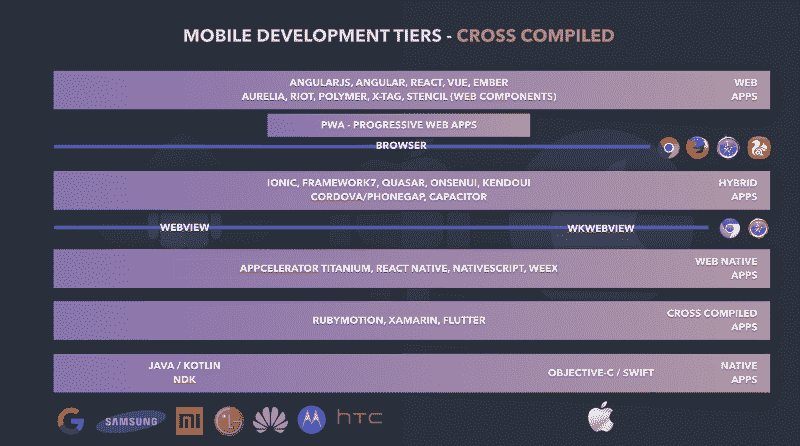 MOBILE DEVELOPMENT TIERS - CROSS COMPILED
ANGULARJS, ANGULAR, REACT, VUE, EMBER
AURELIA, RIOT, POLYMER, X-TAG, STENCIL (WEB COMPONENTS)
WEB
APPS
PWA - PROGRESSIVE WEB APPS
BROWSER
IONIC, FRAMEWORK7, QUASAR, ONSENUI, KENDOUI
CORDOVA/PHONEGAP, CAPACITOR
HYBRID
APPS
WEBVIEW
WKWEBVIEW
APPCELERATOR TITANIUM, REACT NATIVE, NATIVESCRIPT, WEEX
WEB NATIVE
APPS
RUBYMOTION, XAMARIN, FLUTTER
CROSS COMPILED
APPS
JAVA / KOTLIN
NDK
OBJECTIVE-C / SWIFT
NATIVE
APPS
G
SAMSUNG
MI
LG
HTC